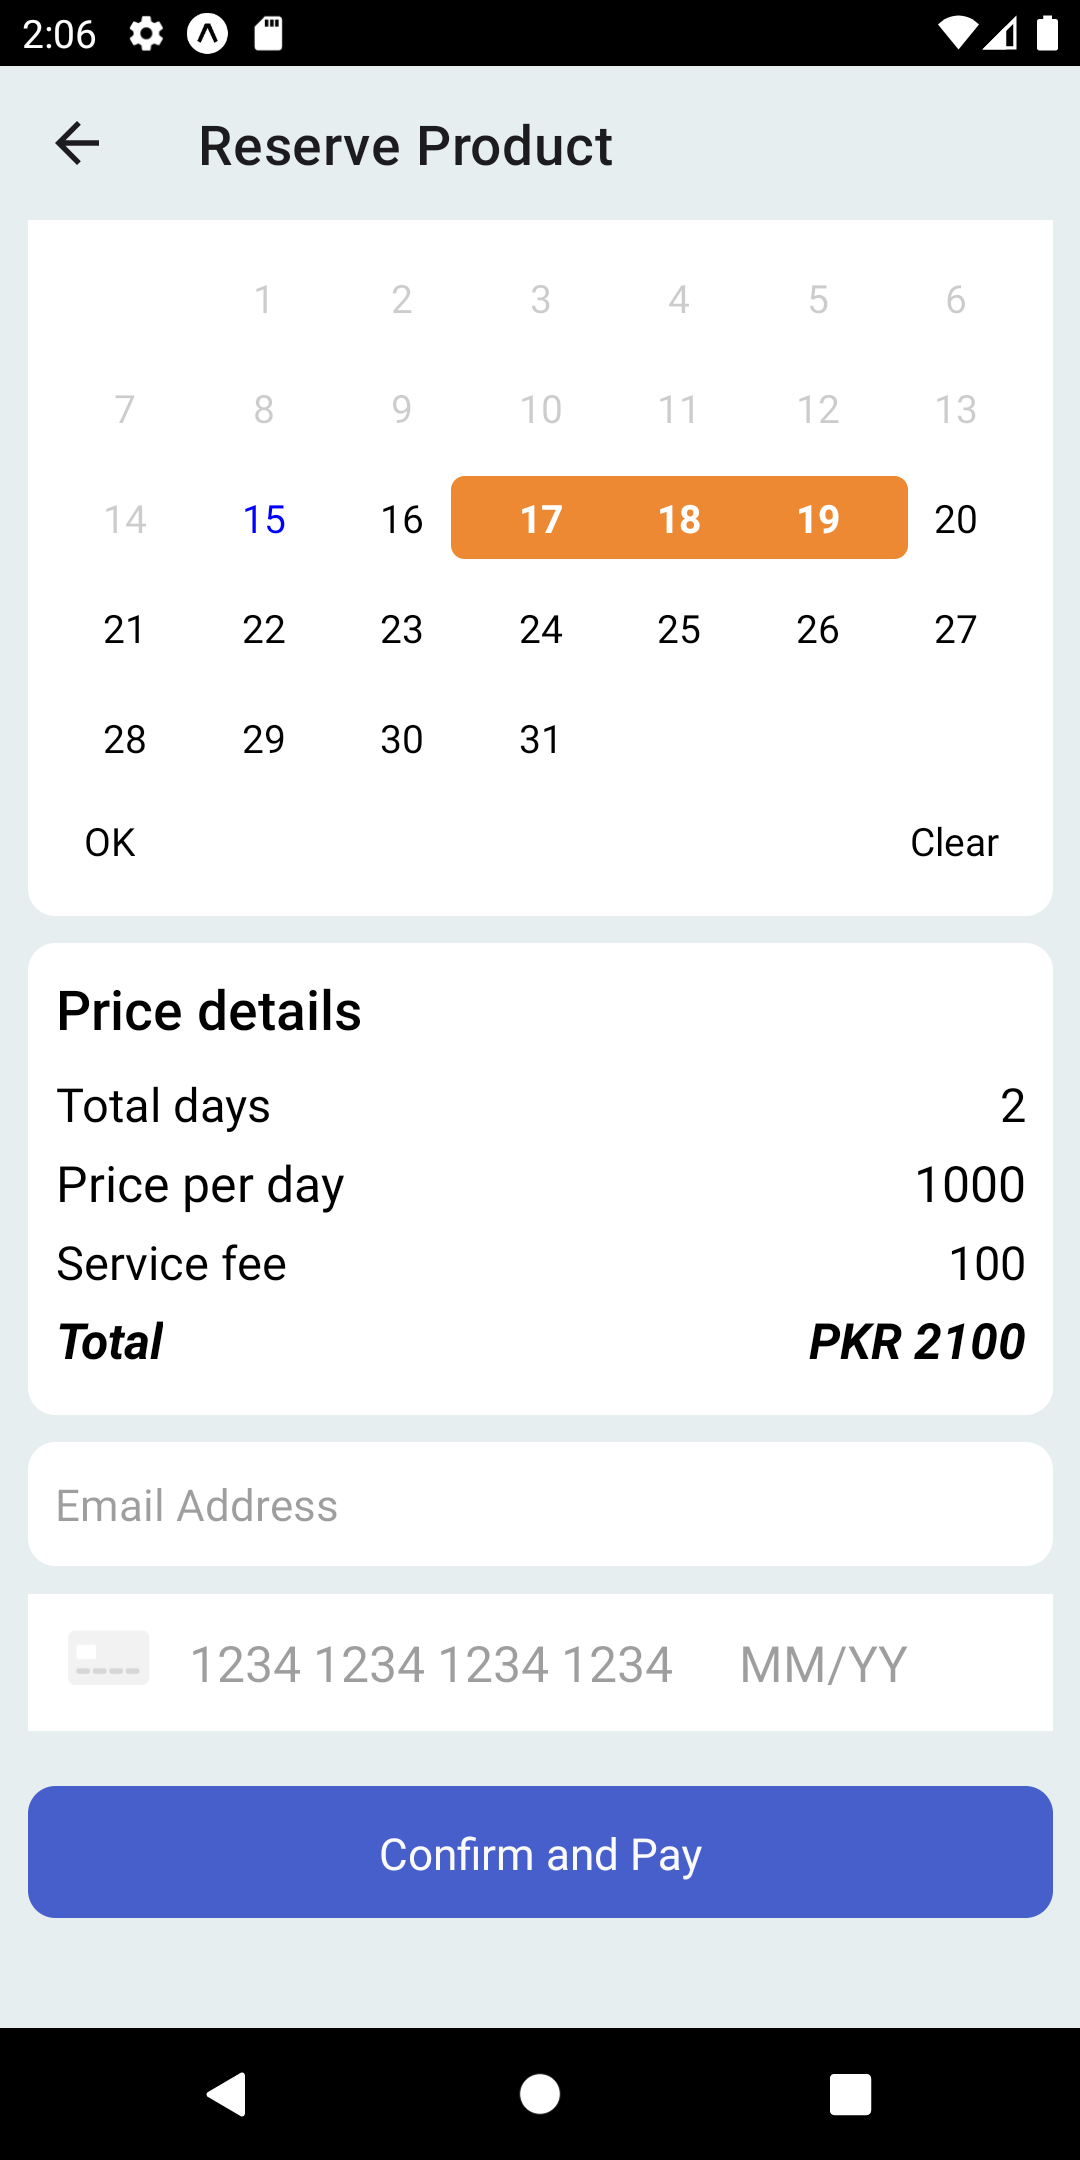 2:06
Reserve Product
1 2 3 4 5 6
7 8 9 10 11 12 13
14 15 16 17 18 19 20
21 22 23 24 25 26 27
28 29 30 31
OK Clear
Price details
Total days 2
Price per day 1000
Service fee 100
Total PKR 2100
Email Address
1234 1234 1234 1234 MM/YY
Confirm and Pay